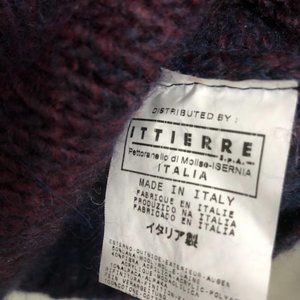 DISTRIBUTED BY :
ITTIERRE
S.p.A.
Pettoranello di Molise-ISERNIA
ITALIA
MADE IN ITALY
FABRIQUE EN ITALIE
PRODUZIDO NA ITALIA
FABRICADO EN ITALIA
イタリア製